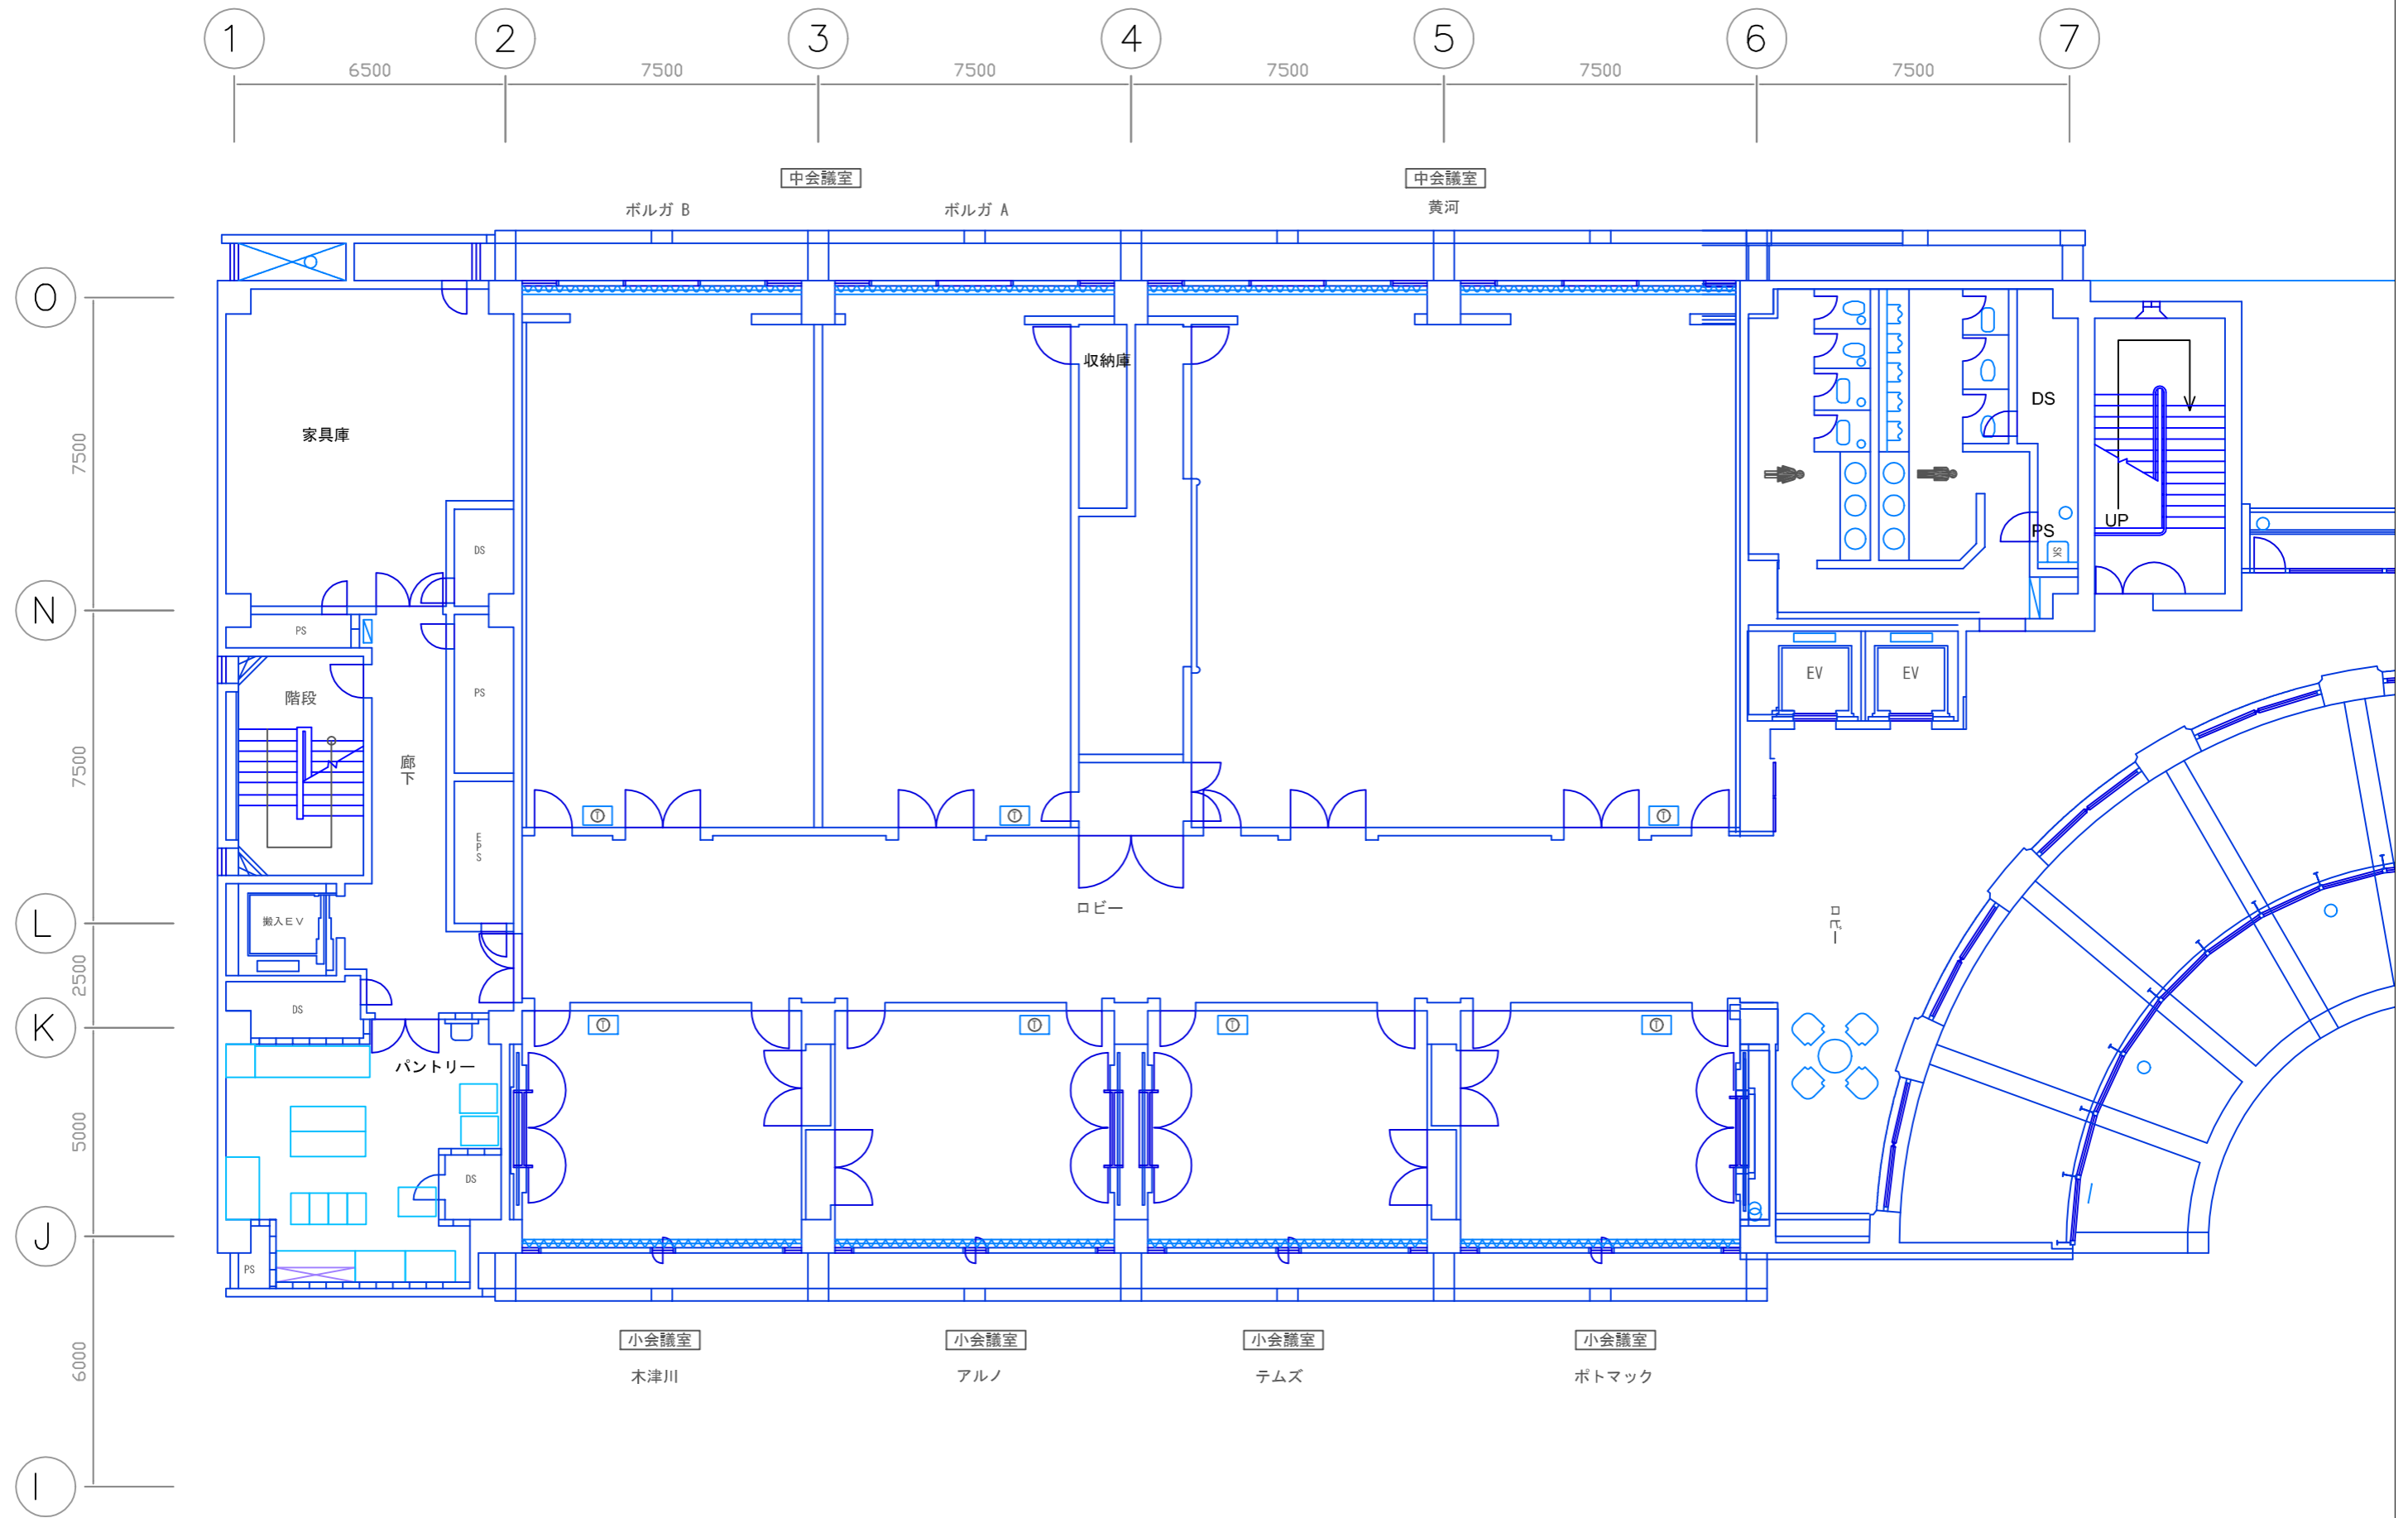 1 2 3 4 5 6 7
6500 7500 7500 7500 7500 7500
中会議室 中会議室
ボルガ B ボルガ A 黄河
O
収納庫
DS
家具庫
7500
UP
PS
SK
DS
N
PS
PS
EV EV
階段
廊下
7500
T T T
EPS
ロビー
ロビー
L
搬入EV
2500
DS
K
T T T T
パントリー
5000
DS
J
PS
小会議室 小会議室 小会議室 小会議室
木津川 アルノ テムズ ポトマック
6000
I